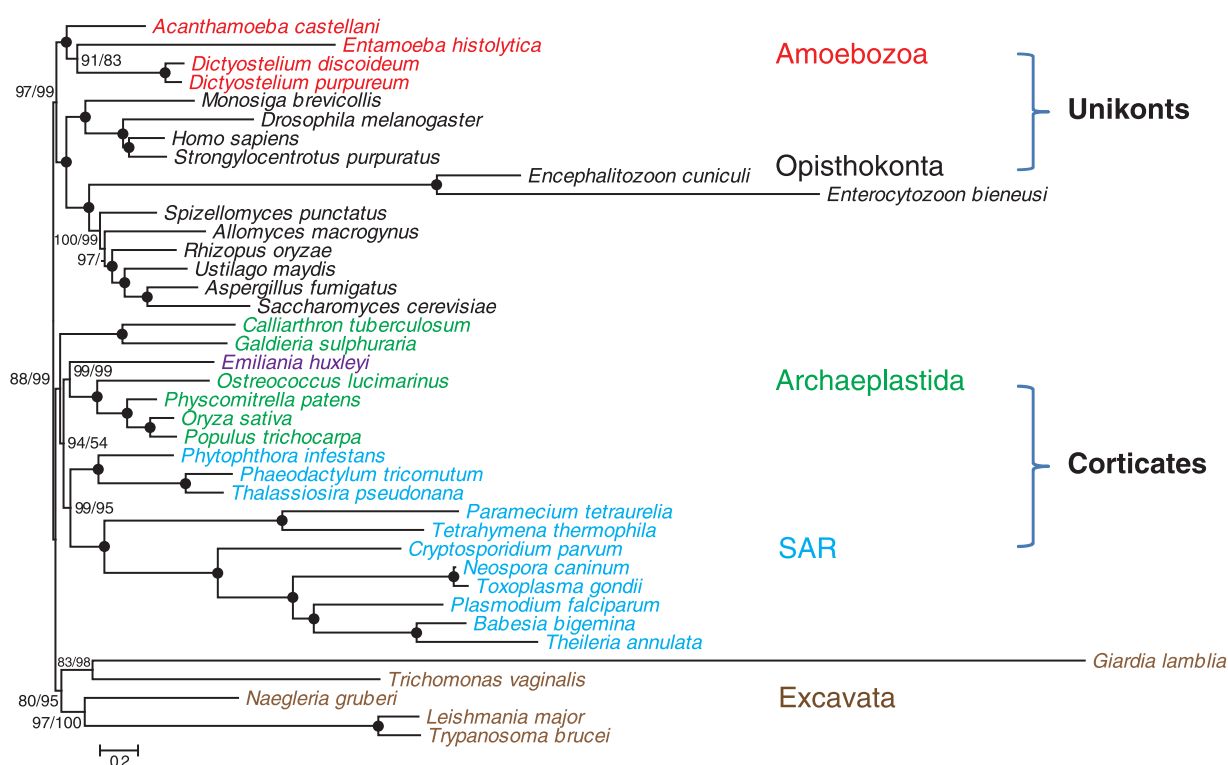 Acanthamoeba castellani
Entamoeba histolytica
91/83
Dictyostelium discoideum
Dictyostelium purpureum
Amoebozoa
97/99
Monosiga brevicollis
Drosophila melanogaster
Homo sapiens
Strongylocentrotus purpuratus
Unikonts
Opisthokonta
Encephalitozoon cuniculi
Enterocytozoon bieneusi
Spizellomyces punctatus
Allomyces macrogynus
100/99
Rhizopus oryzae
97/-
Ustilago maydis
Aspergillus fumigatus
Saccharomyces cerevisiae
Calliarthron tuberculosum
Galdieria sulphuraria
Emiliania huxleyi
99/99
88/99
Ostreococcus lucimarinus
Archaeplastida
Physcomitrella patens
Oryza sativa
Populus trichocarpa
94/54
Phytophthora infestans
Corticates
Phaeodactylum tricornutum
Thalassiosira pseudonana
99/95
Paramecium tetraurelia
Tetrahymena thermophila
Cryptosporidium parvum
SAR
Neospora caninum
Toxoplasma gondii
Plasmodium falciparum
Babesia bigemina
Theileria annulata
83/98
Giardia lamblia
Trichomonas vaginalis
80/95
Naegleria gruberi
Excavata
97/100
Leishmania major
Trypanosoma brucei
0.2